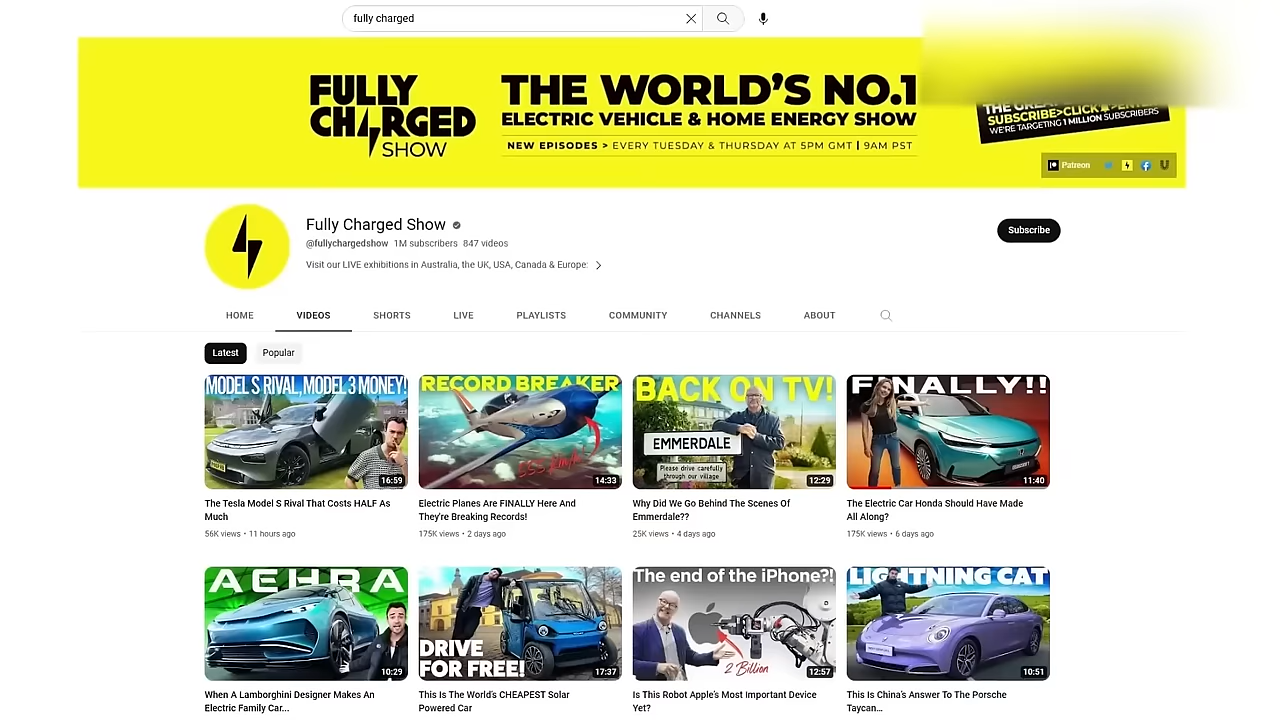 fully charged
FULLY
CHARGED
SHOW
THE WORLD'S NO.1
ELECTRIC VEHICLE & HOME ENERGY SHOW
NEW EPISODES > EVERY TUESDAY & THURSDAY AT 5PM GMT | 9AM PST
SUBSCRIBE>CLICK
WE'RE TARGETING 1 MILLION SUBSCRIBERS
Patreon
Fully Charged Show
@fullychargedshow 1M subscribers 847 videos
Visit our LIVE exhibitions in Australia, the UK, USA, Canada & Europe:
Subscribe
HOME VIDEOS SHORTS LIVE PLAYLISTS COMMUNITY CHANNELS ABOUT
Latest Popular
MODEL S RIVAL, MODEL 3 MONEY!
16:59
The Tesla Model S Rival That Costs HALF As
Much
56K views • 11 hours ago
RECORD BREAKER
14:33
Electric Planes Are FINALLY Here And
They're Breaking Records!
175K views • 2 days ago
BACK ON TV!
EMMERDALE
Please drive carefully
through our village
12:29
Why Did We Go Behind The Scenes Of
Emmerdale??
25K views • 4 days ago
FINALLY!!
11:40
The Electric Car Honda Should Have Made
All Along?
175K views • 6 days ago
AEHRA
10:29
When A Lamborghini Designer Makes An
Electric Family Car...
DRIVE
FOR FREE!
17:37
This Is The World's CHEAPEST Solar
Powered Car
The end of the iPhone?!
2 Billion
12:57
Is This Robot Apple's Most Important Device
Yet?
LIGHTNING CAT
10:51
This Is China's Answer To The Porsche
Taycan...